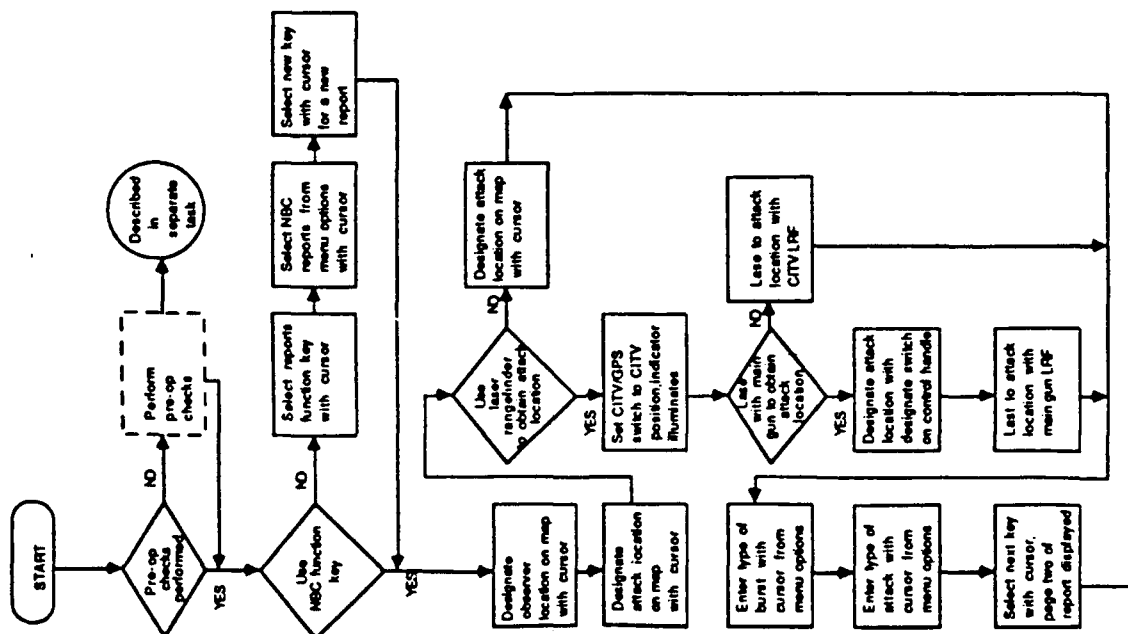 START
Pre-op
checks
performed
NO
YES
Perform
pre-op
checks
Described
in
separate
task
Use
NBC function
key
NO
YES
Select reports
function key
with cursor
Select NBC
reports from
menu options
with cursor
Select new key
with cursor
for a new
report
Designate
observer
location on map
with cursor
Designate
attack location
on map
with cursor
Use
laser
rangefinder
to obtain attack
location
NO
YES
Designate attack
location on map
with cursor
Set CITV/GPS
switch to CITV
position, indicator
illuminates
Lase
with main
gun to obtain
attack
location
NO
YES
Lase to attack
location with
CITV LRF
Designate attack
location with
designate switch
on control handle
Last to attack
location with
main gun LRF
Enter type of
burst with
cursor from
menu options
Enter type of
attack with
cursor from
menu options
Select next key
with cursor,
page two of
report displayed